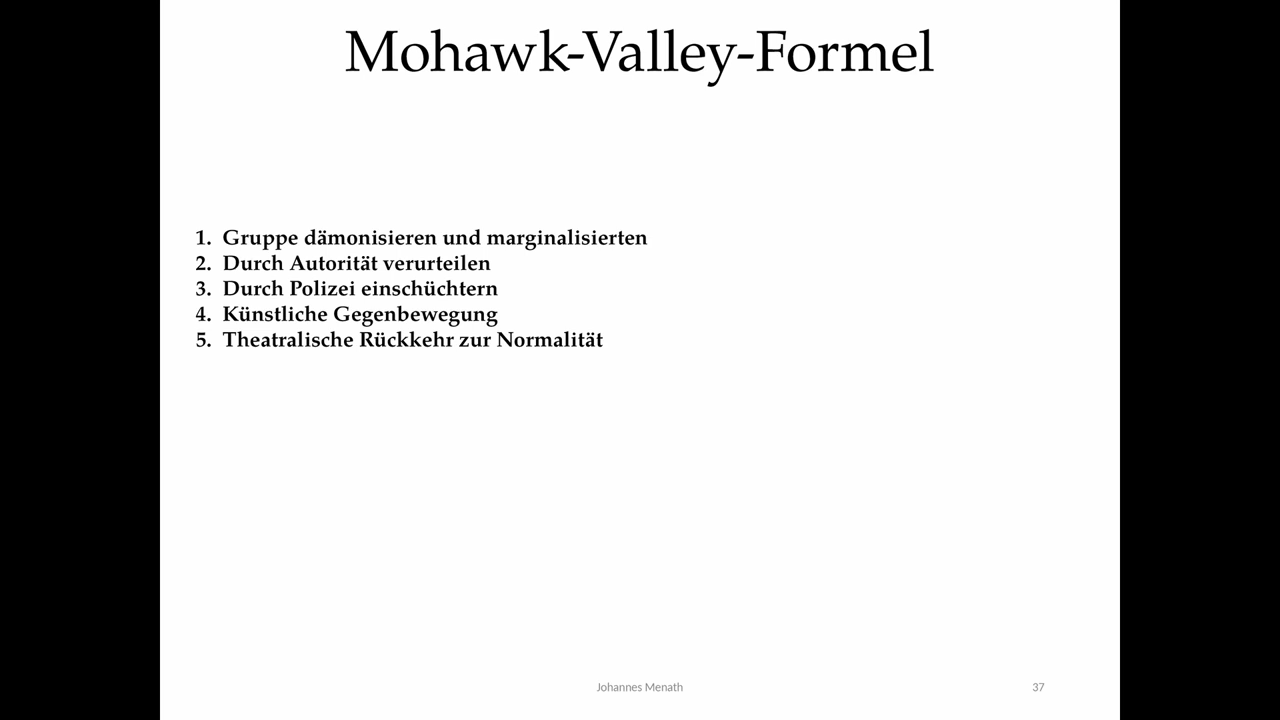 Mohawk-Valley-Formel
1. Gruppe dämonisieren und marginalisierten
2. Durch Autorität verurteilen
3. Durch Polizei einschüchtern
4. Künstliche Gegenbewegung
5. Theatralische Rückkehr zur Normalität
Johannes Menath
37